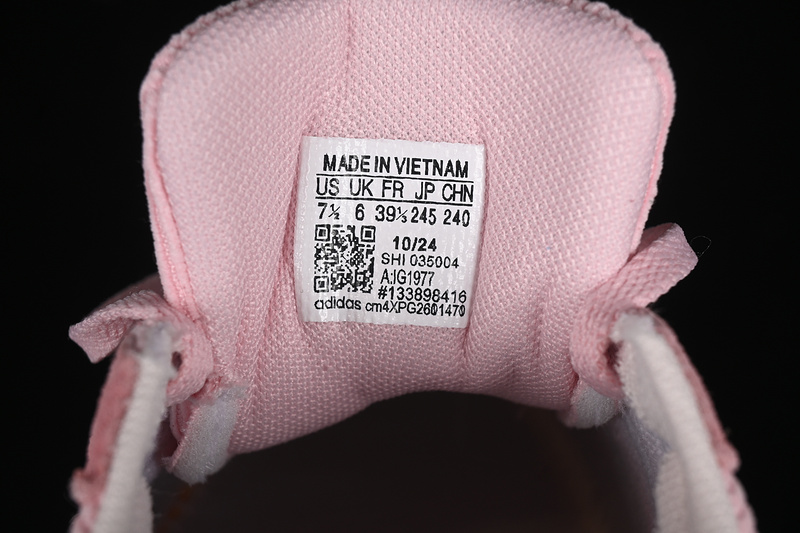 MADE IN VIETNAM
US UK FR JP CHN
7½ 6 39⅓ 245 240
10/24
SHI 035004
A:IG1977
#133898416
adidas cm4XPG2601470